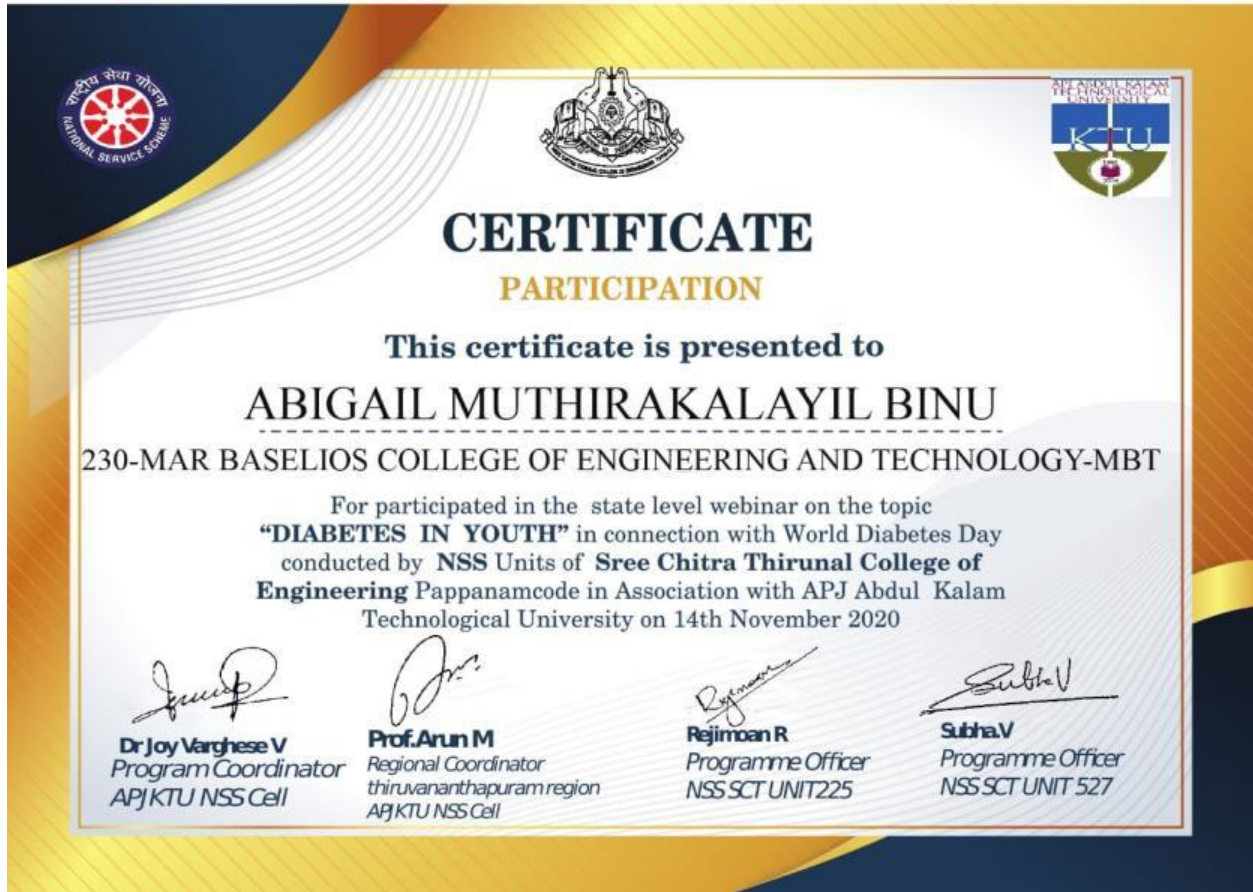 राष्ट्रीय सेवा योजना
NATIONAL SERVICE SCHEME
API ABDUL KALAM
TECHNOLOGICAL
UNIVERSITY
KTU
CERTIFICATE
PARTICIPATION
This certificate is presented to
ABIGAIL MUTHIRAKALAYIL BINU
230-MAR BASELIOS COLLEGE OF ENGINEERING AND TECHNOLOGY-MBT
For participated in the state level webinar on the topic
“DIABETES IN YOUTH” in connection with World Diabetes Day
conducted by NSS Units of Sree Chitra Thirunal College of
Engineering Pappanamcode in Association with APJ Abdul Kalam
Technological University on 14th November 2020
Subha V
Dr Joy Varghese V
Program Coordinator
APJKTU NSS Cell
Prof.Arun M
Regional Coordinator
thiruvananthapuram region
APJKTU NSS Cell
Rejimoan R
Programme Officer
NSS SCT UNIT225
Subha.V
Programme Officer
NSS SCT UNIT 527